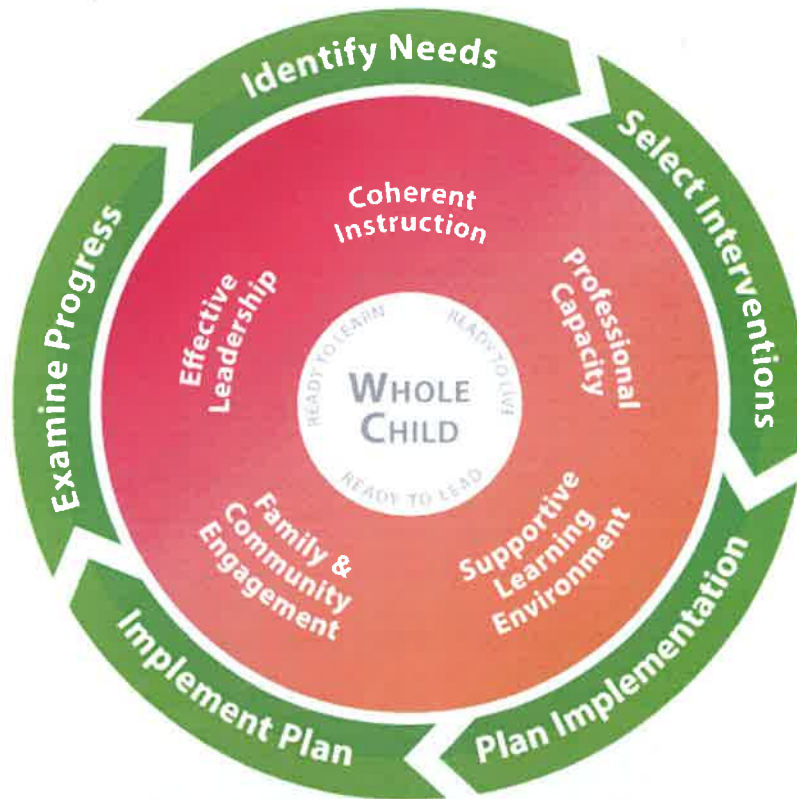 Identify Needs
Select Interventions
Plan Implementation
Implement Plan
Examine Progress
Coherent
Instruction
Professional
Capacity
Supportive
Learning
Environment
Family &
Community
Engagement
Effective
Leadership
READY TO LEARN
READY TO LIVE
READY TO LEAD
WHOLE
CHILD